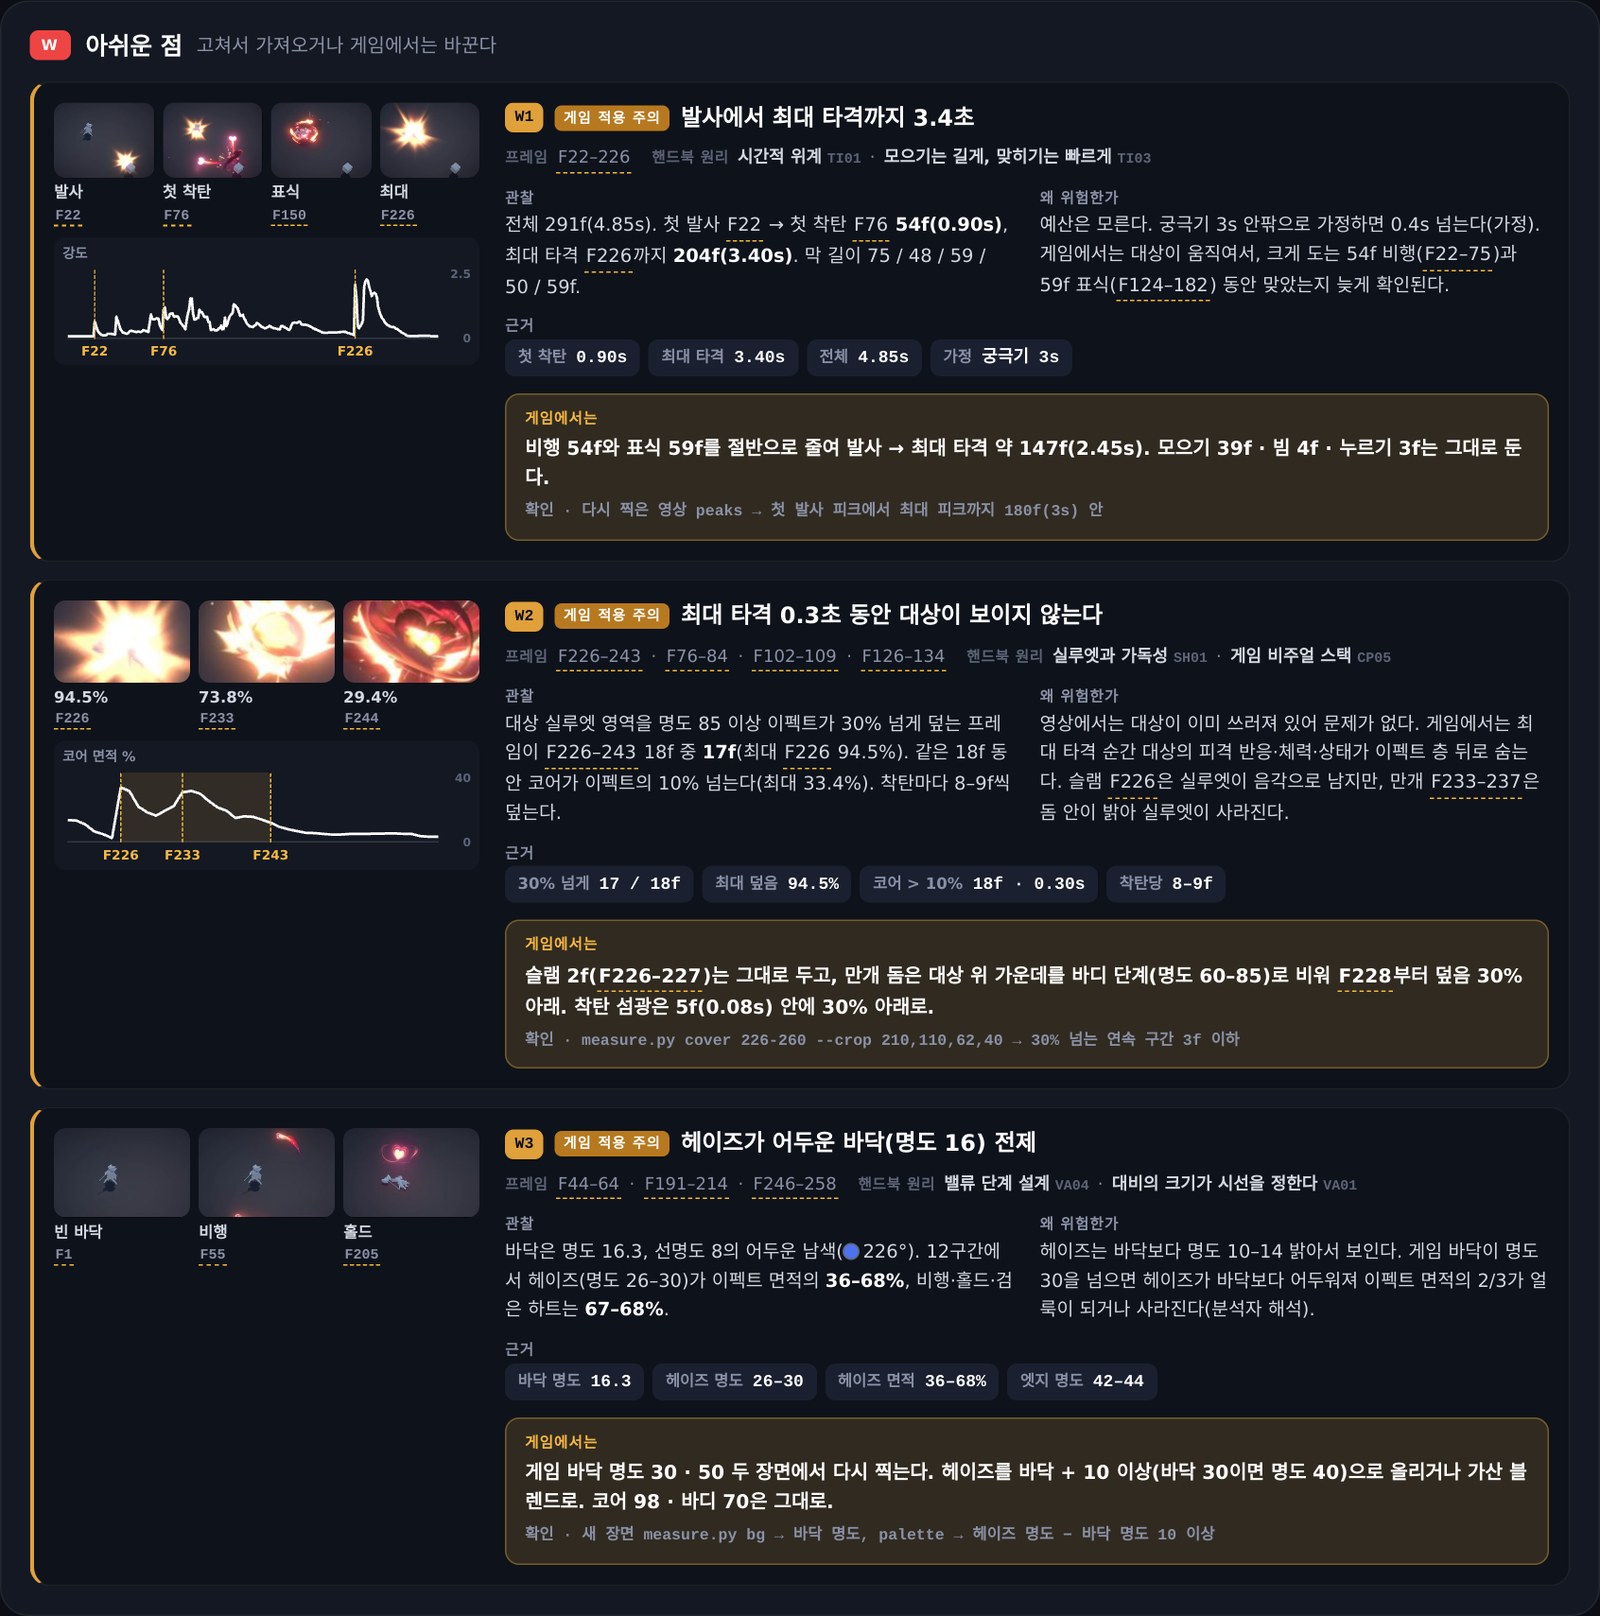 W 아쉬운 점 고쳐서 가져오거나 게임에서는 바꾼다
발사 첫 착탄 표식 최대
F22 F76 F150 F226
강도
2.5
0
F22 F76 F226
W1 게임 적용 주의 발사에서 최대 타격까지 3.4초
프레임 F22–226 핸드북 원리 시간적 위계 TI01 · 모으기는 길게, 맞히기는 빠르게 TI03
관찰
전체 291f(4.85s). 첫 발사 F22 → 첫 착탄 F76 54f(0.90s),
최대 타격 F226까지 204f(3.40s). 막 길이 75 / 48 / 59 /
50 / 59f.
왜 위험한가
예산은 모른다. 궁극기 3s 안팎으로 가정하면 0.4s 넘는다(가정).
게임에서는 대상이 움직여서, 크게 도는 54f 비행(F22–75)과
59f 표식(F124–182) 동안 맞았는지 늦게 확인된다.
근거
첫 착탄 0.90s 최대 타격 3.40s 전체 4.85s 가정 궁극기 3s
게임에서는
비행 54f와 표식 59f를 절반으로 줄여 발사 → 최대 타격 약 147f(2.45s). 모으기 39f · 빔 4f · 누르기 3f는 그대로 둔
다.
확인 · 다시 찍은 영상 peaks → 첫 발사 피크에서 최대 피크까지 180f(3s) 안
94.5% 73.8% 29.4%
F226 F233 F244
코어 면적 %
40
0
F226 F233 F243
W2 게임 적용 주의 최대 타격 0.3초 동안 대상이 보이지 않는다
프레임 F226–243 · F76–84 · F102–109 · F126–134 핸드북 원리 실루엣과 가독성 SH01 · 게임 비주얼 스택 CP05
관찰
대상 실루엣 영역을 명도 85 이상 이펙트가 30% 넘게 덮는 프레
임이 F226–243 18f 중 17f(최대 F226 94.5%). 같은 18f 동
안 코어가 이펙트의 10% 넘는다(최대 33.4%). 착탄마다 8–9f씩
덮는다.
왜 위험한가
영상에서는 대상이 이미 쓰러져 있어 문제가 없다. 게임에서는 최
대 타격 순간 대상의 피격 반응·체력·상태가 이펙트 층 뒤로 숨는
다. 슬램 F226은 실루엣이 음각으로 남지만, 만개 F233–237은
돔 안이 밝아 실루엣이 사라진다.
근거
30% 넘게 17 / 18f 최대 덮음 94.5% 코어 > 10% 18f · 0.30s 착탄당 8–9f
게임에서는
슬램 2f(F226–227)는 그대로 두고, 만개 돔은 대상 위 가운데를 바디 단계(명도 60–85)로 비워 F228부터 덮음 30%
아래. 착탄 섬광은 5f(0.08s) 안에 30% 아래로.
확인 · measure.py cover 226-260 --crop 210,110,62,40 → 30% 넘는 연속 구간 3f 이하
빈 바닥 비행 홀드
F1 F55 F205
W3 게임 적용 주의 헤이즈가 어두운 바닥(명도 16) 전제
프레임 F44–64 · F191–214 · F246–258 핸드북 원리 밸류 단계 설계 VA04 · 대비의 크기가 시선을 정한다 VA01
관찰
바닥은 명도 16.3, 선명도 8의 어두운 남색(226°). 12구간에
서 헤이즈(명도 26–30)가 이펙트 면적의 36–68%, 비행·홀드·검
은 하트는 67–68%.
왜 위험한가
헤이즈는 바닥보다 명도 10–14 밝아서 보인다. 게임 바닥이 명도
30을 넘으면 헤이즈가 바닥보다 어두워져 이펙트 면적의 2/3가 얼
룩이 되거나 사라진다(분석자 해석).
근거
바닥 명도 16.3 헤이즈 명도 26–30 헤이즈 면적 36–68% 엣지 명도 42–44
게임에서는
게임 바닥 명도 30 · 50 두 장면에서 다시 찍는다. 헤이즈를 바닥 + 10 이상(바닥 30이면 명도 40)으로 올리거나 가산 블
렌드로. 코어 98 · 바디 70은 그대로.
확인 · 새 장면 measure.py bg → 바닥 명도, palette → 헤이즈 명도 − 바닥 명도 10 이상